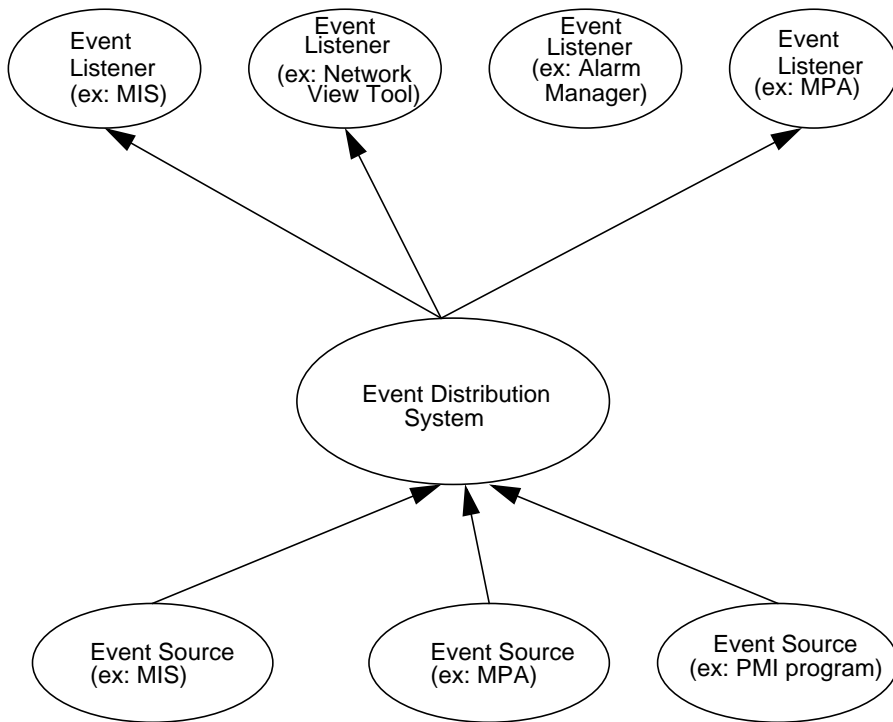 Event
Listener
(ex: MIS)
Event
Listener
(ex: Network
View Tool)
Event
Listener
(ex: Alarm
Manager)
Event
Listener
(ex: MPA)
Event Distribution
System
Event Source
(ex: MIS)
Event Source
(ex: MPA)
Event Source
(ex: PMI program)